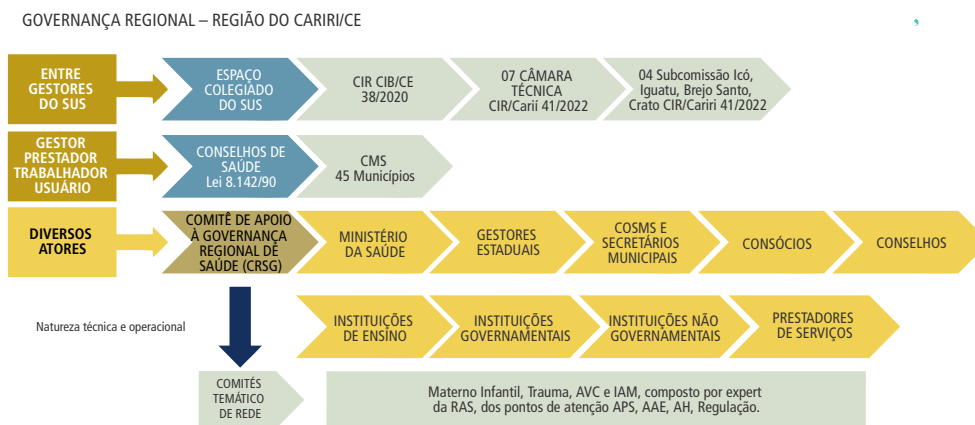 GOVERNANÇA REGIONAL – REGIÃO DO CARIRI/CE
ENTRE
GESTORES
DO SUS
ESPAÇO
COLEGIADO
DO SUS
CIR CIB/CE
38/2020
07 CÂMARA
TÉCNICA
CIR/Carii 41/2022
04 Subcomissão Icó,
Iguatu, Brejo Santo,
Crato CIR/Cariri 41/2022
GESTOR
PRESTADOR
TRABALHADOR
USUÁRIO
CONSELHOS DE
SAÚDE
Lei 8.142/90
CMS
45 Municípios
DIVERSOS
ATORES
COMITÊ DE APOIO
À GOVERNANÇA
REGIONAL DE
SAÚDE (CRSG)
MINISTÉRIO
DA SAÚDE
GESTORES
ESTADUAIS
COSMS E
SECRETÁRIOS
MUNICIPAIS
CONSÓCIOS
CONSELHOS
Natureza técnica e operacional
INSTITUIÇÕES
DE ENSINO
INSTITUIÇÕES
GOVERNAMENTAIS
INSTITUIÇÕES NÃO
GOVERNAMENTAIS
PRESTADORES
DE SERVIÇOS
COMITÉS
TEMÁTICO
DE REDE
Materno Infantil, Trauma, AVC e IAM, composto por expert
da RAS, dos pontos de atenção APS, AAE, AH, Regulação.